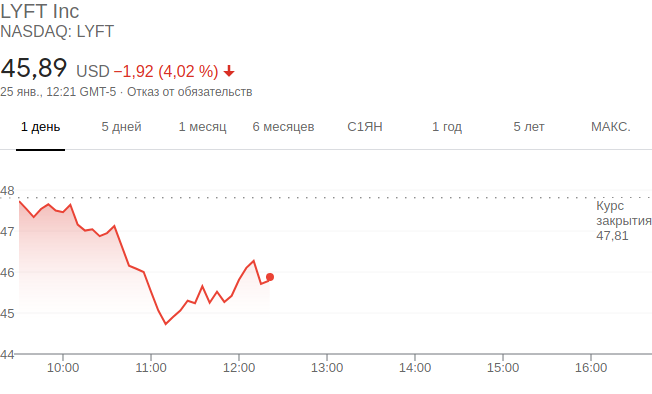 LYFT Inc
NASDAQ: LYFT
45,89 USD −1,92 (4,02 %)
25 янв., 12:21 GMT-5 · Отказ от обязательств
1 день 5 дней 1 месяц 6 месяцев С1ЯН 1 год 5 лет МАКС.
48
Курс
закрытия
47,81
47
46
45
44
10:00 11:00 12:00 13:00 14:00 15:00 16:00